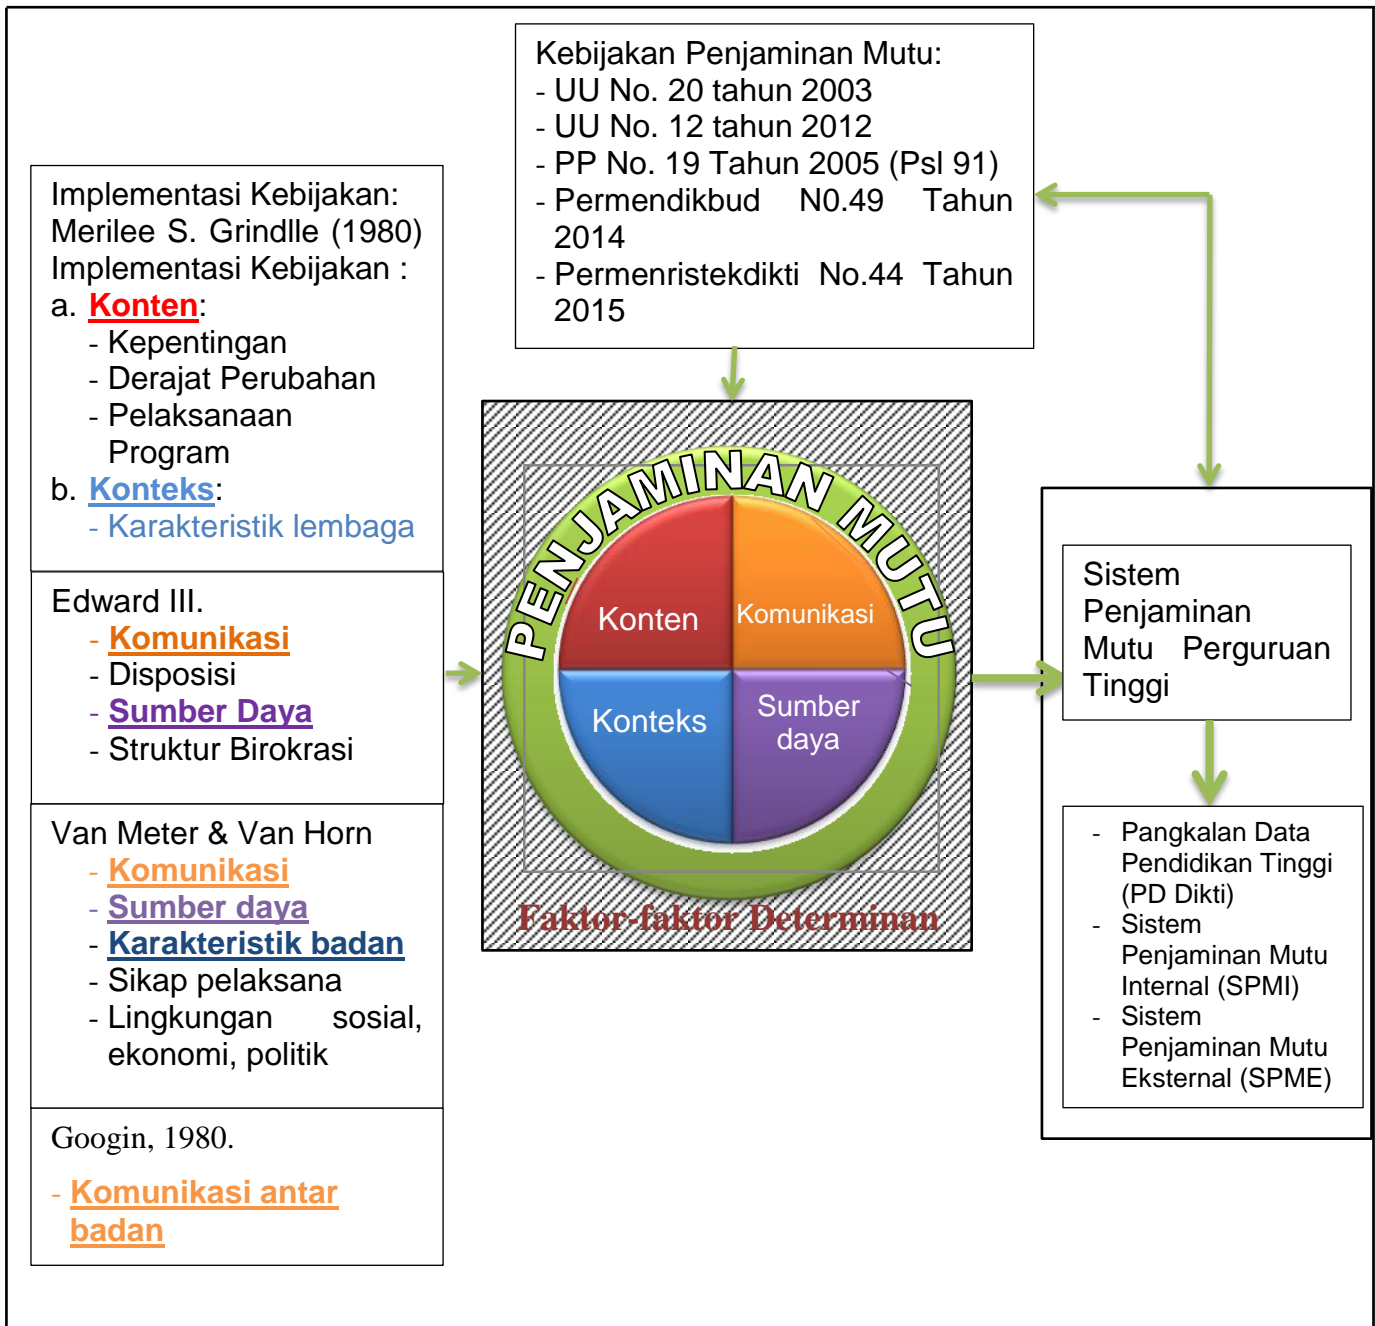 Kebijakan Penjaminan Mutu:
- UU No. 20 tahun 2003
- UU No. 12 tahun 2012
- PP No. 19 Tahun 2005 (Psl 91)
- Permendikbud N0.49 Tahun
2014
- Permenristekdikti No.44 Tahun
2015
Implementasi Kebijakan:
Merilee S. Grindlle (1980)
Implementasi Kebijakan :
a. Konten:
- Kepentingan
- Derajat Perubahan
- Pelaksanaan
Program
b. Konteks:
- Karakteristik lembaga
Edward III.
- Komunikasi
- Disposisi
- Sumber Daya
- Struktur Birokrasi
Van Meter & Van Horn
- Komunikasi
- Sumber daya
- Karakteristik badan
- Sikap pelaksana
- Lingkungan sosial,
ekonomi, politik
Googin, 1980.
- Komunikasi antar
badan
PENJAMINAN MUTU
Konten
Komunikasi
Konteks
Sumber
daya
Faktor-faktor Determinan
Sistem
Penjaminan
Mutu Perguruan
Tinggi
- Pangkalan Data
Pendidikan Tinggi
(PD Dikti)
- Sistem
Penjaminan Mutu
Internal (SPMI)
- Sistem
Penjaminan Mutu
Eksternal (SPME)